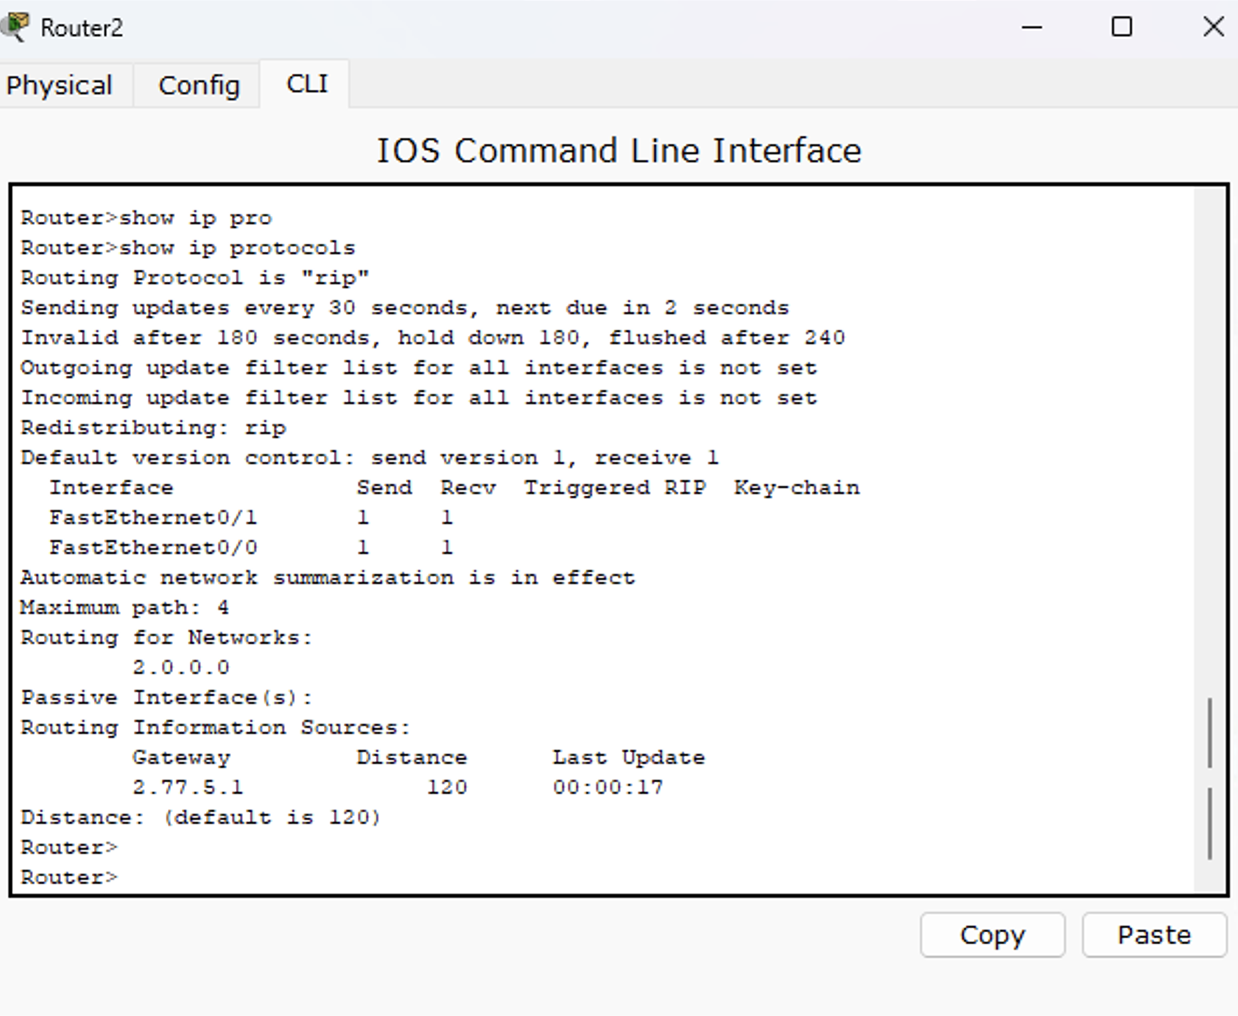 Router2
Physical Config CLI
IOS Command Line Interface
Router>show ip pro
Router>show ip protocols
Routing Protocol is "rip"
Sending updates every 30 seconds, next due in 2 seconds
Invalid after 180 seconds, hold down 180, flushed after 240
Outgoing update filter list for all interfaces is not set
Incoming update filter list for all interfaces is not set
Redistributing: rip
Default version control: send version 1, receive 1
Interface Send Recv Triggered RIP Key-chain
FastEthernet0/1 1 1
FastEthernet0/0 1 1
Automatic network summarization is in effect
Maximum path: 4
Routing for Networks:
2.0.0.0
Passive Interface(s):
Routing Information Sources:
Gateway Distance Last Update
2.77.5.1 120 00:00:17
Distance: (default is 120)
Router>
Router>
Copy Paste